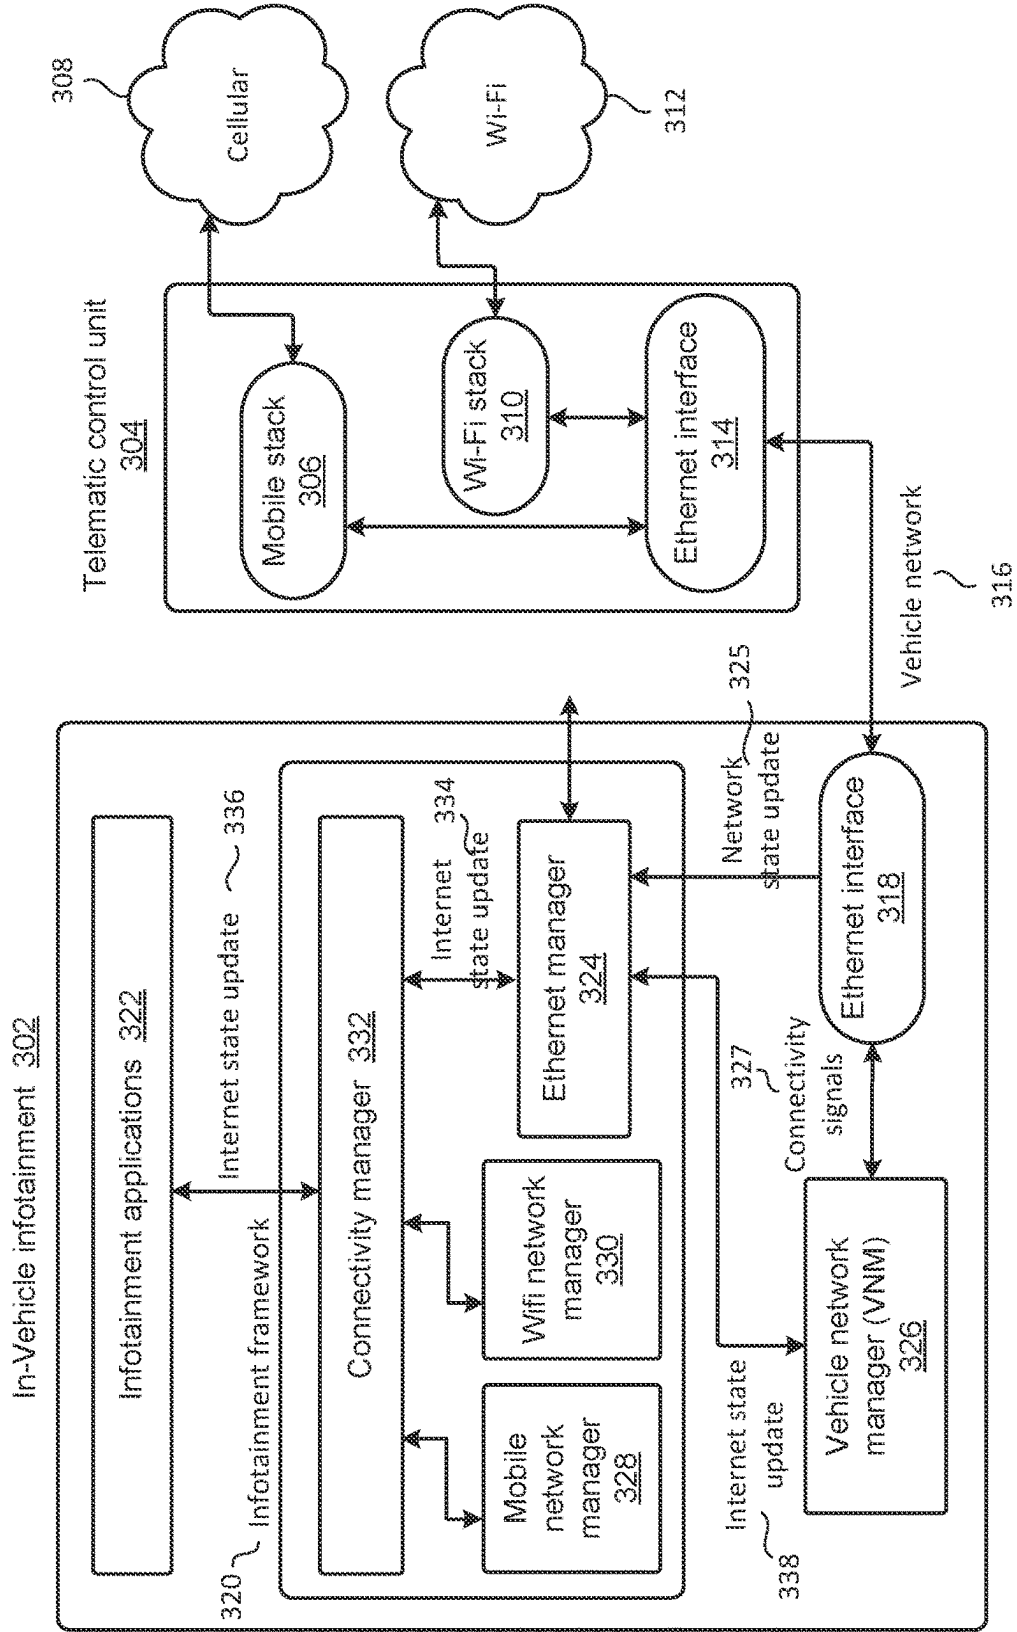 In-Vehicle infotainment 302
Infotainment applications 322
Internet state update
336
320
Infotainment framework
Connectivity manager 332
Internet
state update
334
Mobile
network
manager
328
Wifi network
manager
330
Ethernet manager
324
Internet state
update
338
Network
state update
325
327
Connectivity
signals
Vehicle network
manager (VNM)
326
Ethernet interface
318
Vehicle network
316
Telematic control unit
304
Mobile stack
306
Wi-Fi stack
310
Ethernet interface
314
308
Cellular
Wi-Fi
312